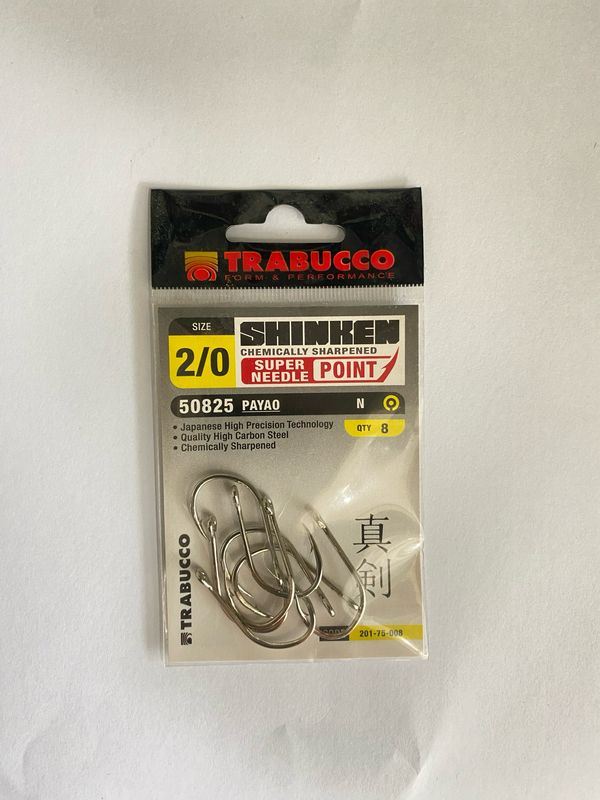 TRABUCCO
FORM & PERFORMANCE
SIZE
2/0
SHINKEN
CHEMICALLY SHARPENED
SUPER NEEDLE POINT
50825 PAYAO N
QTY 8
• Japanese High Precision Technology
• Quality High Carbon Steel
• Chemically Sharpened
真剣
TRABUCCO
CODE 201-75-008